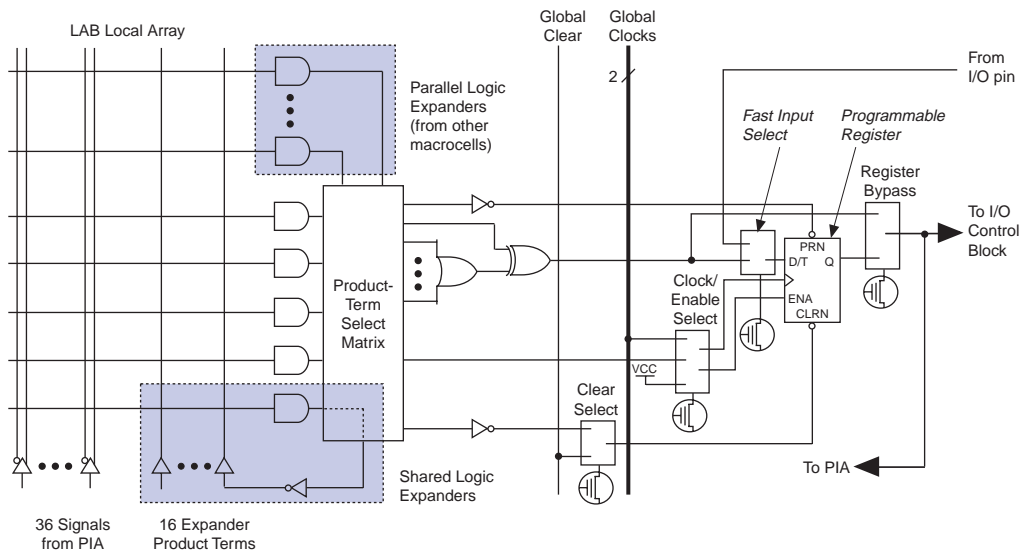 LAB Local Array
Global
Clear
Global
Clocks
2
From
I/O pin
Parallel Logic
Expanders
(from other
macrocells)
Fast Input
Select
Programmable
Register
Register
Bypass
To I/O
Control
Block
PRN
D/T
Q
ENA
CLRN
Clock/
Enable
Select
Product-
Term
Select
Matrix
VCC
Clear
Select
To PIA
Shared Logic
Expanders
36 Signals
from PIA
16 Expander
Product Terms